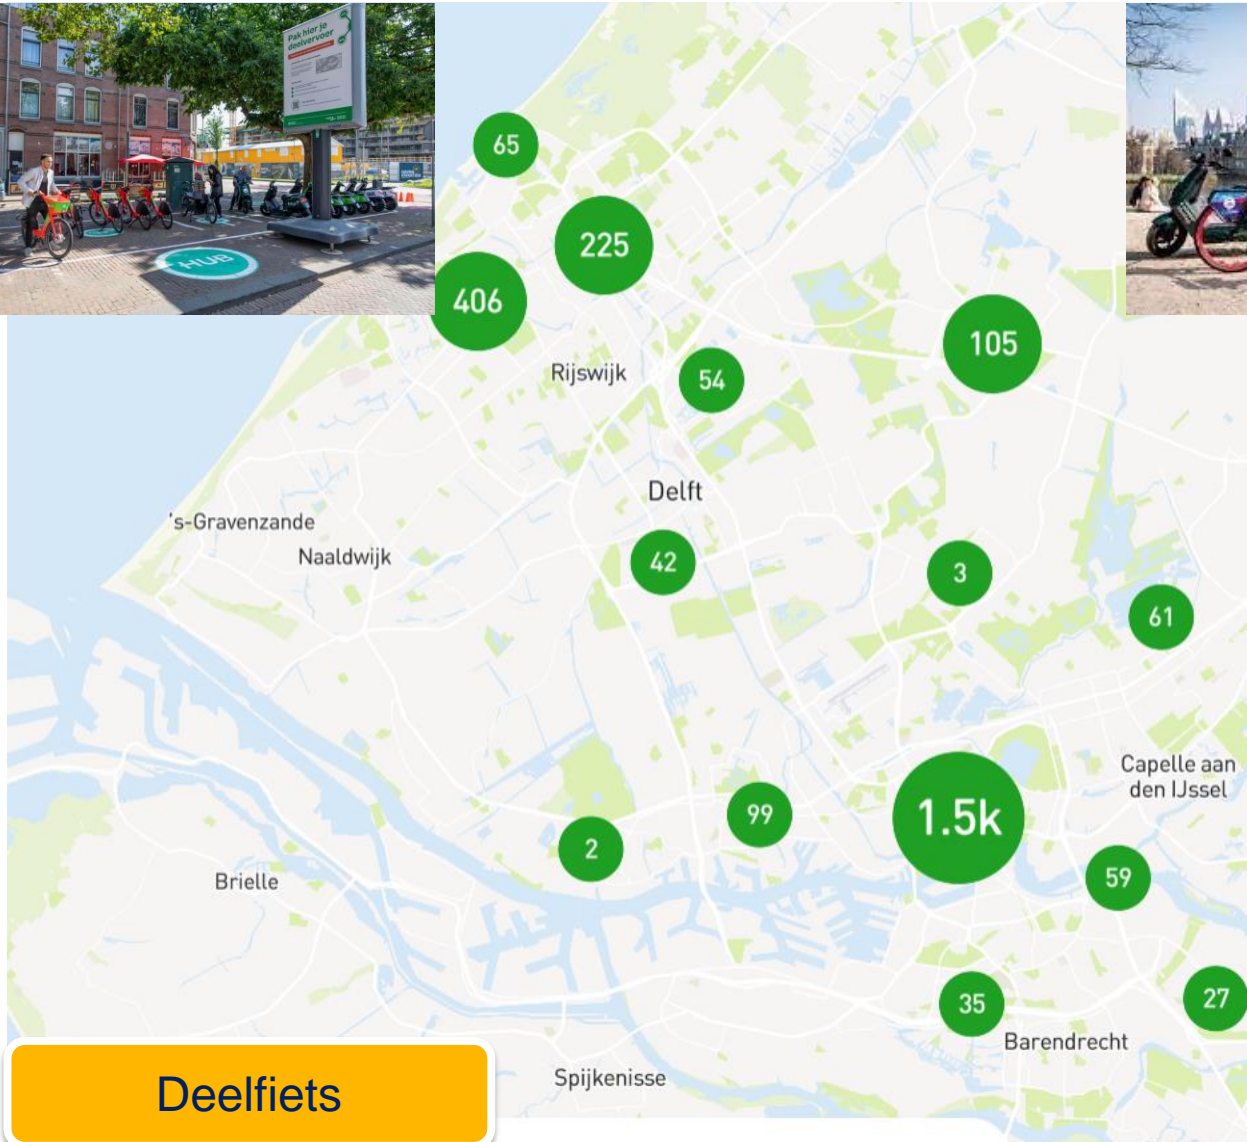 Pak hier je
deelvervoer
HUB
65
225
406
105
Rijswijk
54
Delft
's-Gravenzande
Naaldwijk
42
3
61
Capelle aan
den IJssel
1.5k
99
2
59
Brielle
35
27
Barendrecht
Spijkenisse
Deelfiets